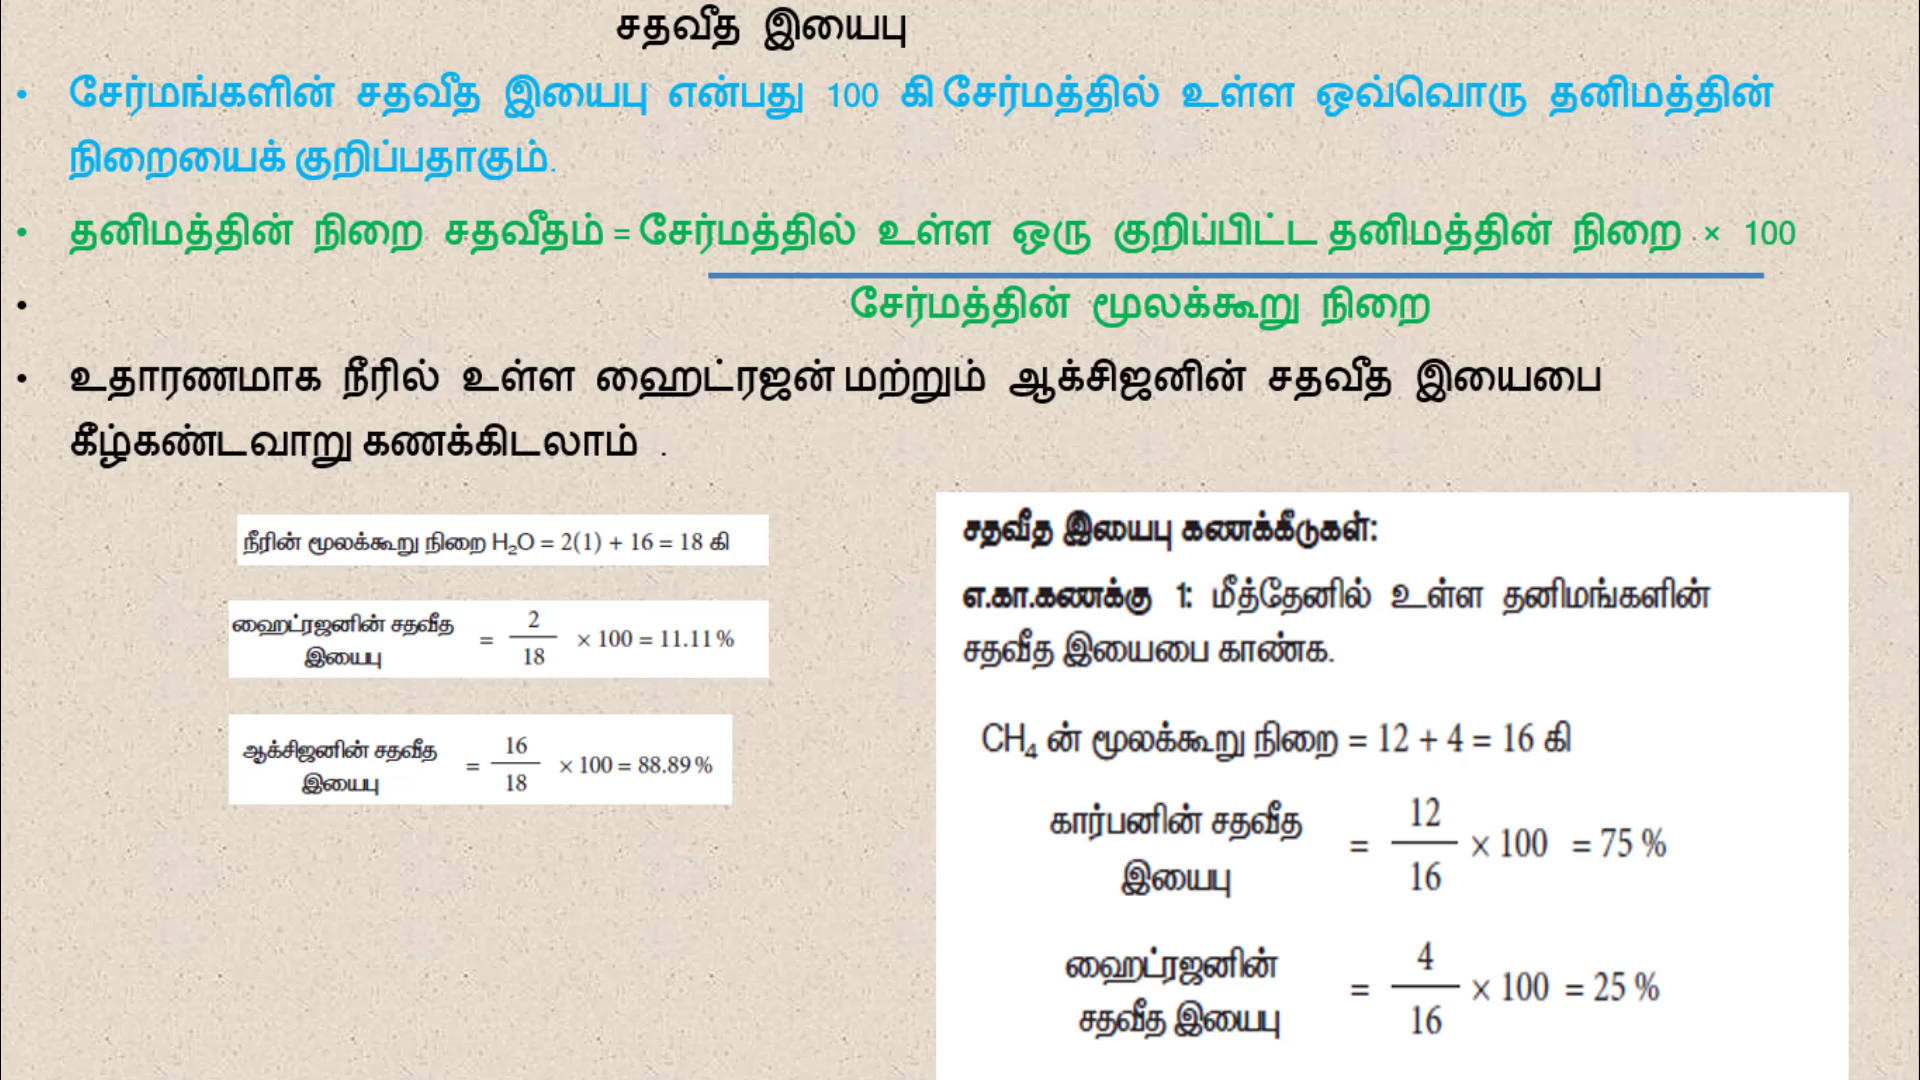 சதவீத இயைபு
• சேர்மங்களின் சதவீத இயைபு என்பது 100 கி சேர்மத்தில் உள்ள ஒவ்வொரு தனிமத்தின்
நிறையைக் குறிப்பதாகும்.
• தனிமத்தின் நிறை சதவீதம் = சேர்மத்தில் உள்ள ஒரு குறிப்பிட்ட தனிமத்தின் நிறை × 100
• சேர்மத்தின் மூலக்கூறு நிறை
• உதாரணமாக நீரில் உள்ள ஹைட்ரஜன் மற்றும் ஆக்சிஜனின் சதவீத இயைபை
கீழ்கண்டவாறு கணக்கிடலாம் .
நீரின் மூலக்கூறு நிறை H₂O = 2(1) + 16 = 18 கி
ஹைட்ரஜனின் சதவீத இயைபு = 2/18 × 100 = 11.11 %
ஆக்சிஜனின் சதவீத இயைபு = 16/18 × 100 = 88.89 %
சதவீத இயைபு கணக்கீடுகள்:
எ.கா.கணக்கு 1: மீத்தேனில் உள்ள தனிமங்களின்
சதவீத இயைபை காண்க.
CH₄ ன் மூலக்கூறு நிறை = 12 + 4 = 16 கி
கார்பனின் சதவீத இயைபு = 12/16 × 100 = 75 %
ஹைட்ரஜனின் சதவீத இயைபு = 4/16 × 100 = 25 %